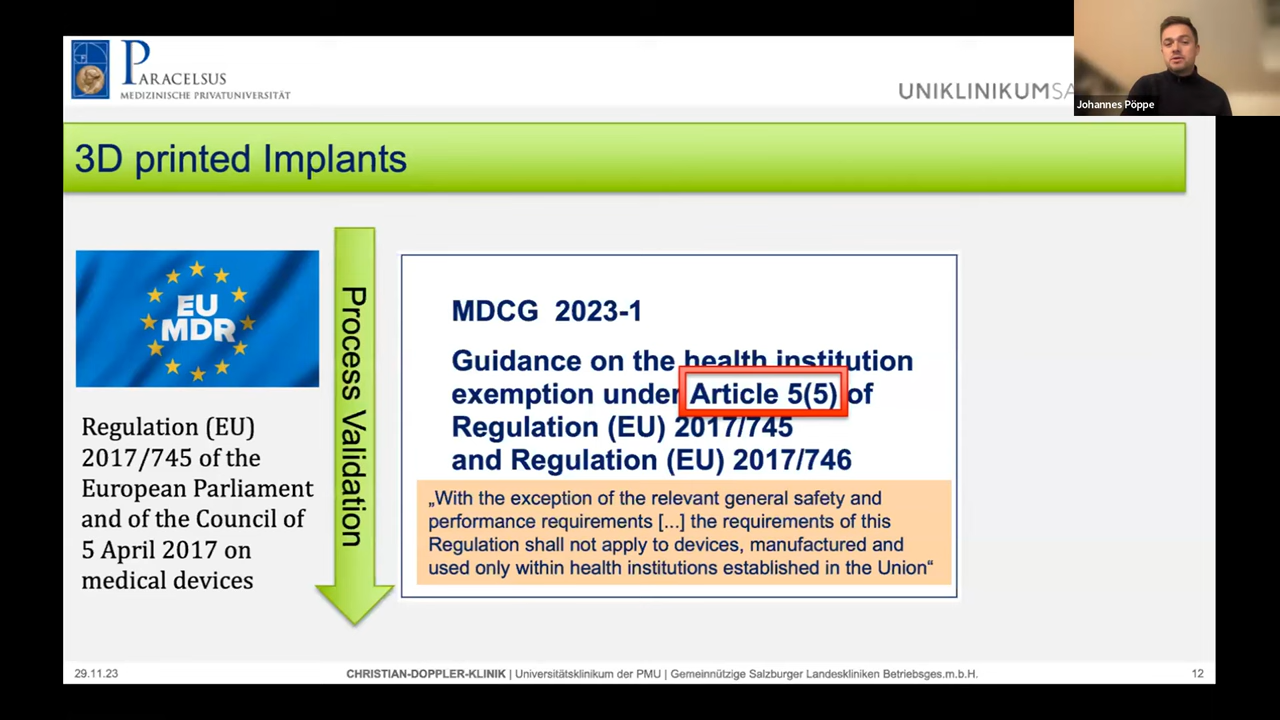 PARACELSUS
MEDIZINISCHE PRIVATUNIVERSITÄT
UNIKLINIKUMSA
Johannes Pöppe
3D printed Implants
EU
MDR
Regulation (EU)
2017/745 of the
European Parliament
and of the Council of
5 April 2017 on
medical devices
Process Validation
MDCG 2023-1
Guidance on the health institution
exemption under Article 5(5) of
Regulation (EU) 2017/745
and Regulation (EU) 2017/746
„With the exception of the relevant general safety and
performance requirements [...] the requirements of this
Regulation shall not apply to devices, manufactured and
used only within health institutions established in the Union“
29.11.23
CHRISTIAN-DOPPLER-KLINIK | Universitätsklinikum der PMU | Gemeinnützige Salzburger Landeskliniken Betriebsges.m.b.H.
12